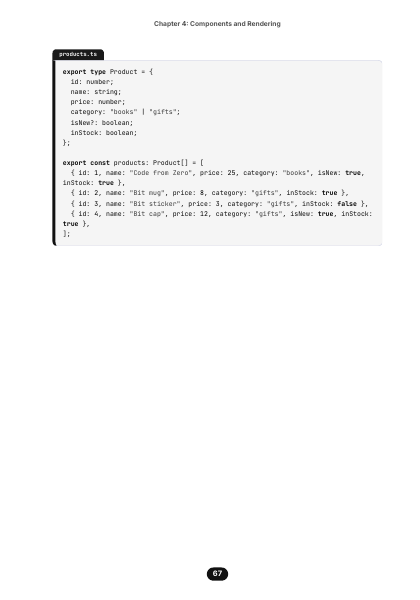 Chapter 4: Components and Rendering
products.ts
export type Product = {
  id: number;
  name: string;
  price: number;
  category: "books" | "gifts";
  isNew?: boolean;
  inStock: boolean;
};

export const products: Product[] = [
  { id: 1, name: "Code from Zero", price: 25, category: "books", isNew: true,
inStock: true },
  { id: 2, name: "Bit mug", price: 8, category: "gifts", inStock: true },
  { id: 3, name: "Bit sticker", price: 3, category: "gifts", inStock: false },
  { id: 4, name: "Bit cap", price: 12, category: "gifts", isNew: true, inStock:
true },
];
67